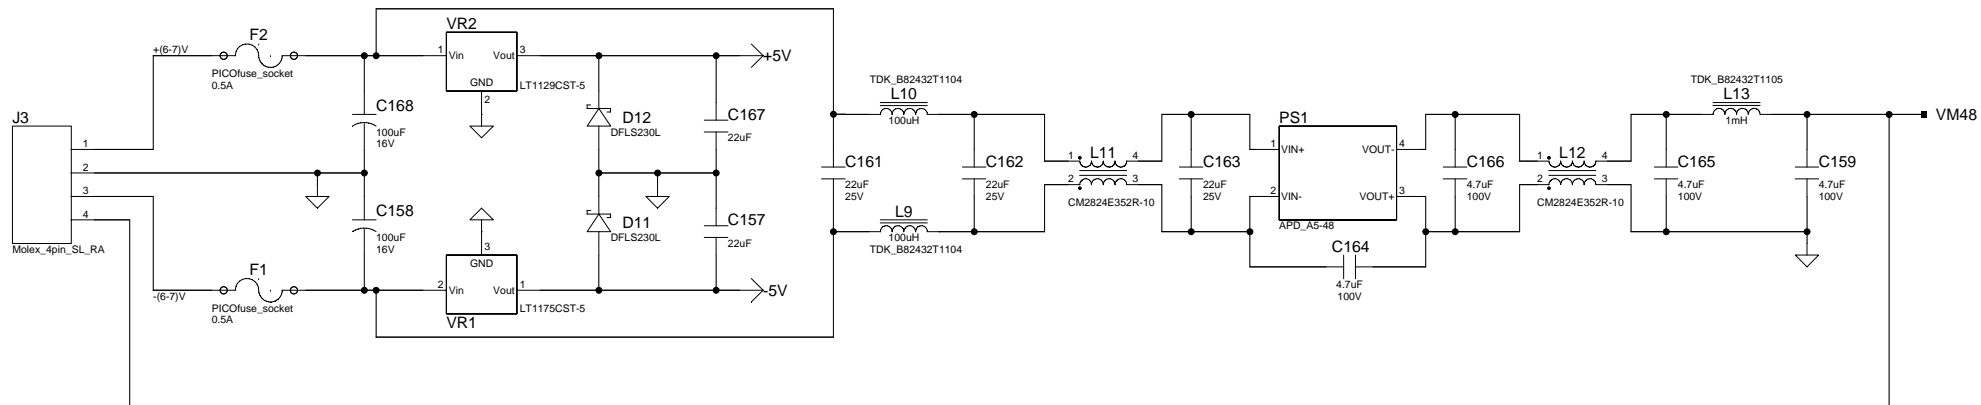 J3
1
2
3
4
Molex_4pin_SL_RA
+(6-7)V
F2
PICOfuse_socket
0.5A
-(6-7)V
F1
PICOfuse_socket
0.5A
C168
100uF
16V
C158
100uF
16V
VR2
1
Vin
Vout
3
GND
2
LT1129CST-5
3
GND
2
Vin
Vout
1
LT1175CST-5
VR1
D12
DFLS230L
D11
DFLS230L
C167
22uF
C157
22uF
+5V
-5V
C161
22uF
25V
TDK_B82432T1104
L10
100uH
L9
100uH
TDK_B82432T1104
C162
22uF
25V
L11
1
4
2
3
CM2824E352R-10
C163
22uF
25V
PS1
1
VIN+
VOUT-
4
2
VIN-
VOUT+
3
APD_A5-48
C164
4.7uF
100V
C166
4.7uF
100V
L12
1
4
2
3
CM2824E352R-10
C165
4.7uF
100V
TDK_B82432T1105
L13
1mH
C159
4.7uF
100V
VM48